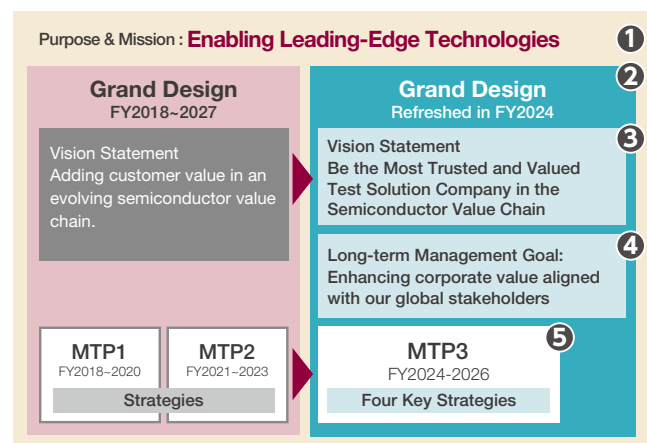 Purpose & Mission : Enabling Leading-Edge Technologies
1
2
Grand Design
FY2018~2027
Vision Statement
Adding customer value in an
evolving semiconductor value
chain.
MTP1
FY2018~2020
MTP2
FY2021~2023
Strategies
Grand Design
Refreshed in FY2024
3
Vision Statement
Be the Most Trusted and Valued
Test Solution Company in the
Semiconductor Value Chain
4
Long-term Management Goal:
Enhancing corporate value aligned
with our global stakeholders
5
MTP3
FY2024-2026
Four Key Strategies